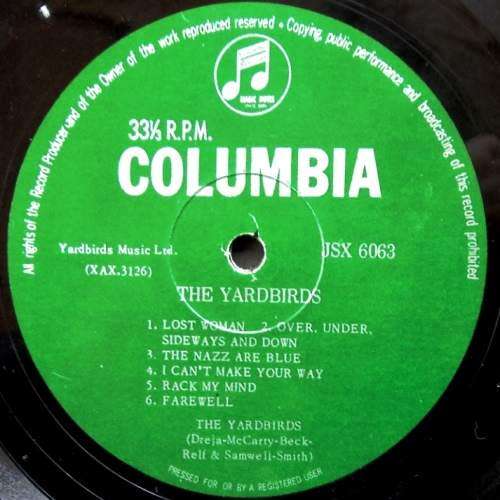 All rights of the Record Producer and of the Owner of the work reproduced reserved • Copying, public performance and broadcasting of this record prohibited
33⅓ R.P.M.
COLUMBIA
Yardbirds Music Ltd.
(XAX.3126)
JSX 6063
THE YARDBIRDS
1. LOST WOMAN 2. OVER, UNDER,
SIDEWAYS AND DOWN
3. THE NAZZ ARE BLUE
4. I CAN'T MAKE YOUR WAY
5. RACK MY MIND
6. FAREWELL
THE YARDBIRDS
(Dreja-McCarty-Beck-
Relf & Samwell-Smith)
PRESSED FOR OR BY A REGISTERED USER